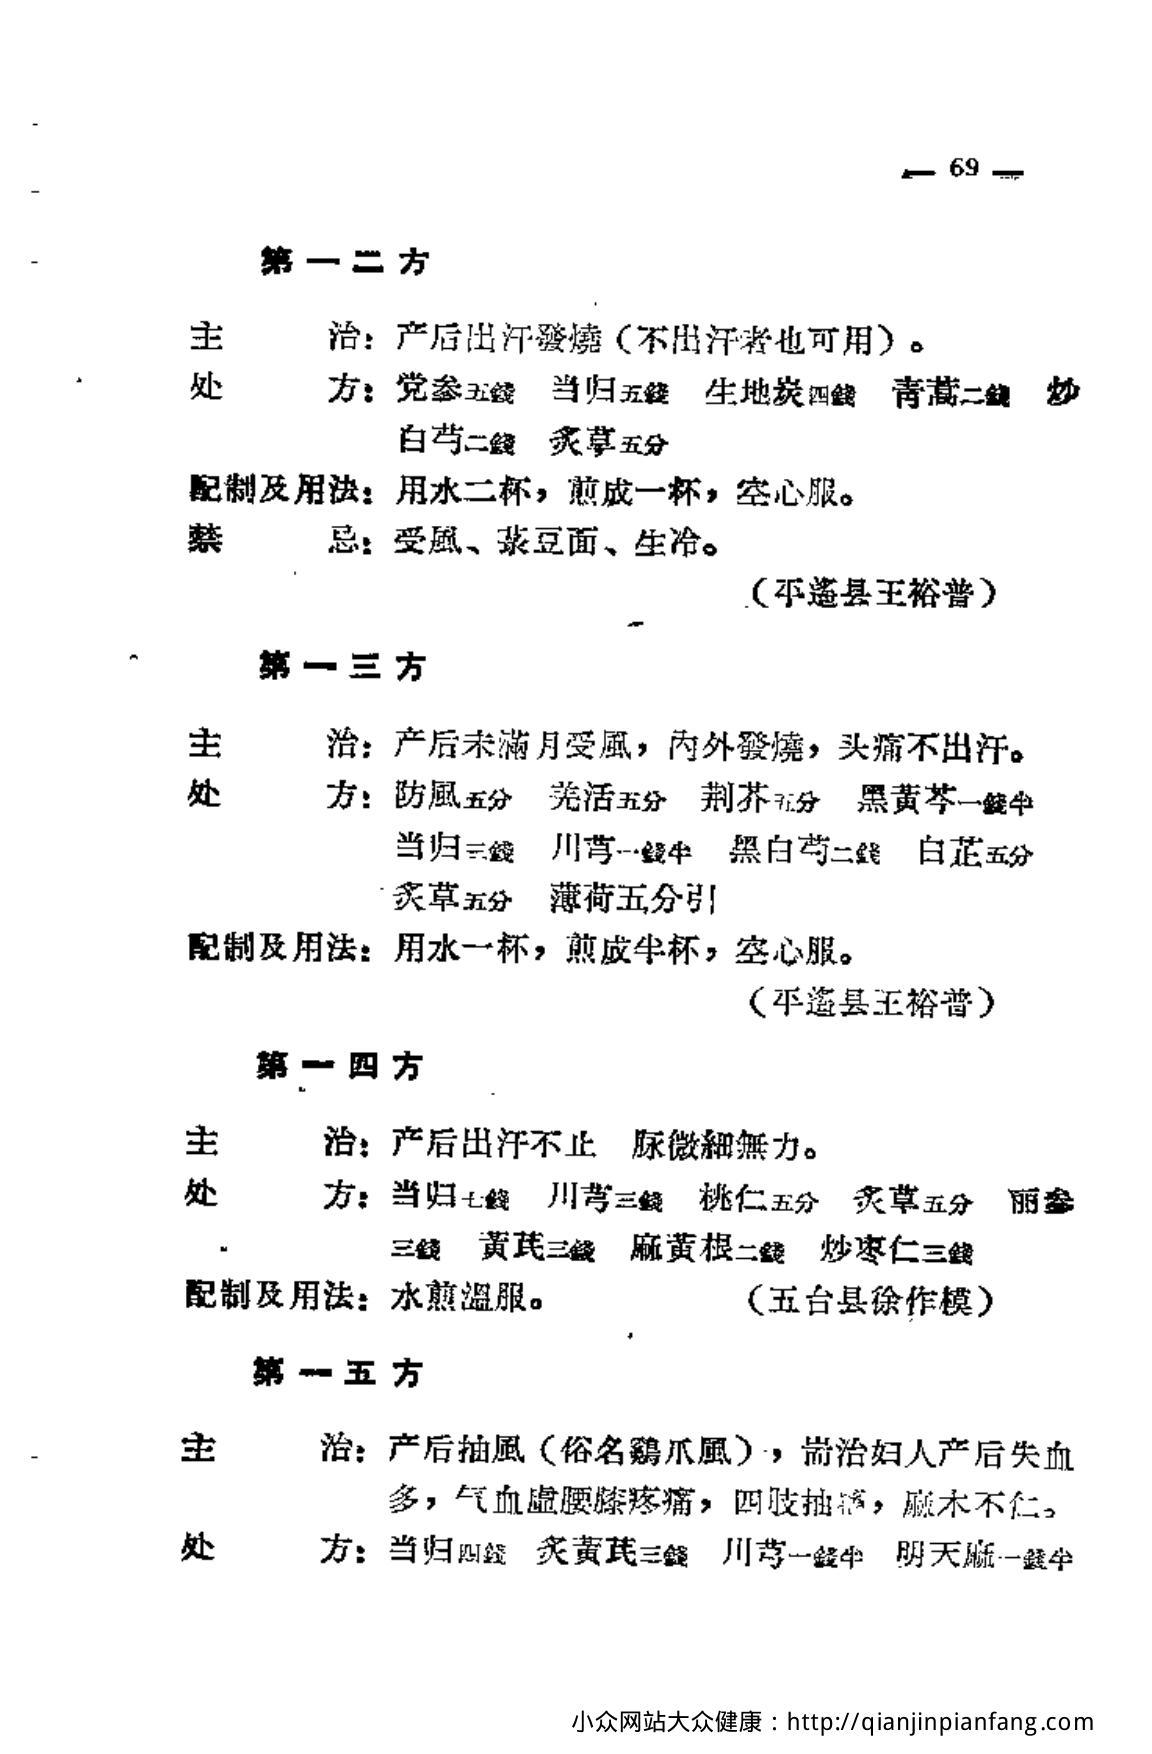 — 69 —
第一二方
主治：产后出汗發燒（不出汗者也可用）。
处方：党参五錢 当归五錢 生地炭四錢 青蒿二錢 炒
白芍二錢 炙草五分
配制及用法：用水二杯，煎成一杯，空心服。
禁忌：受風、菉豆面、生冷。
（平遙县王裕普）
第一三方
主治：产后未滿月受風，內外發燒，头痛不出汗。
处方：防風五分 羌活五分 荆芥五分 黑黄芩一錢半
当归三錢 川芎一錢半 黑白芍二錢 白芷五分
炙草五分 薄荷五分引
配制及用法：用水一杯，煎成半杯，空心服。
（平遙县王裕普）
第一四方
主治：产后出汗不止 脉微細無力。
处方：当归七錢 川芎三錢 桃仁五分 炙草五分 丽参
三錢 黃芪三錢 麻黄根二錢 炒枣仁三錢
配制及用法：水煎溫服。 （五台县徐作模）
第一五方
主治：产后抽風（俗名鷄爪風），耑治妇人产后失血
多，气血虛腰膝疼痛，四肢抽，麻木不仁。
处方：当归四錢 炙黄芪三錢 川芎一錢半 明天麻一錢半
小众网站大众健康：http://qianjinpianfang.com